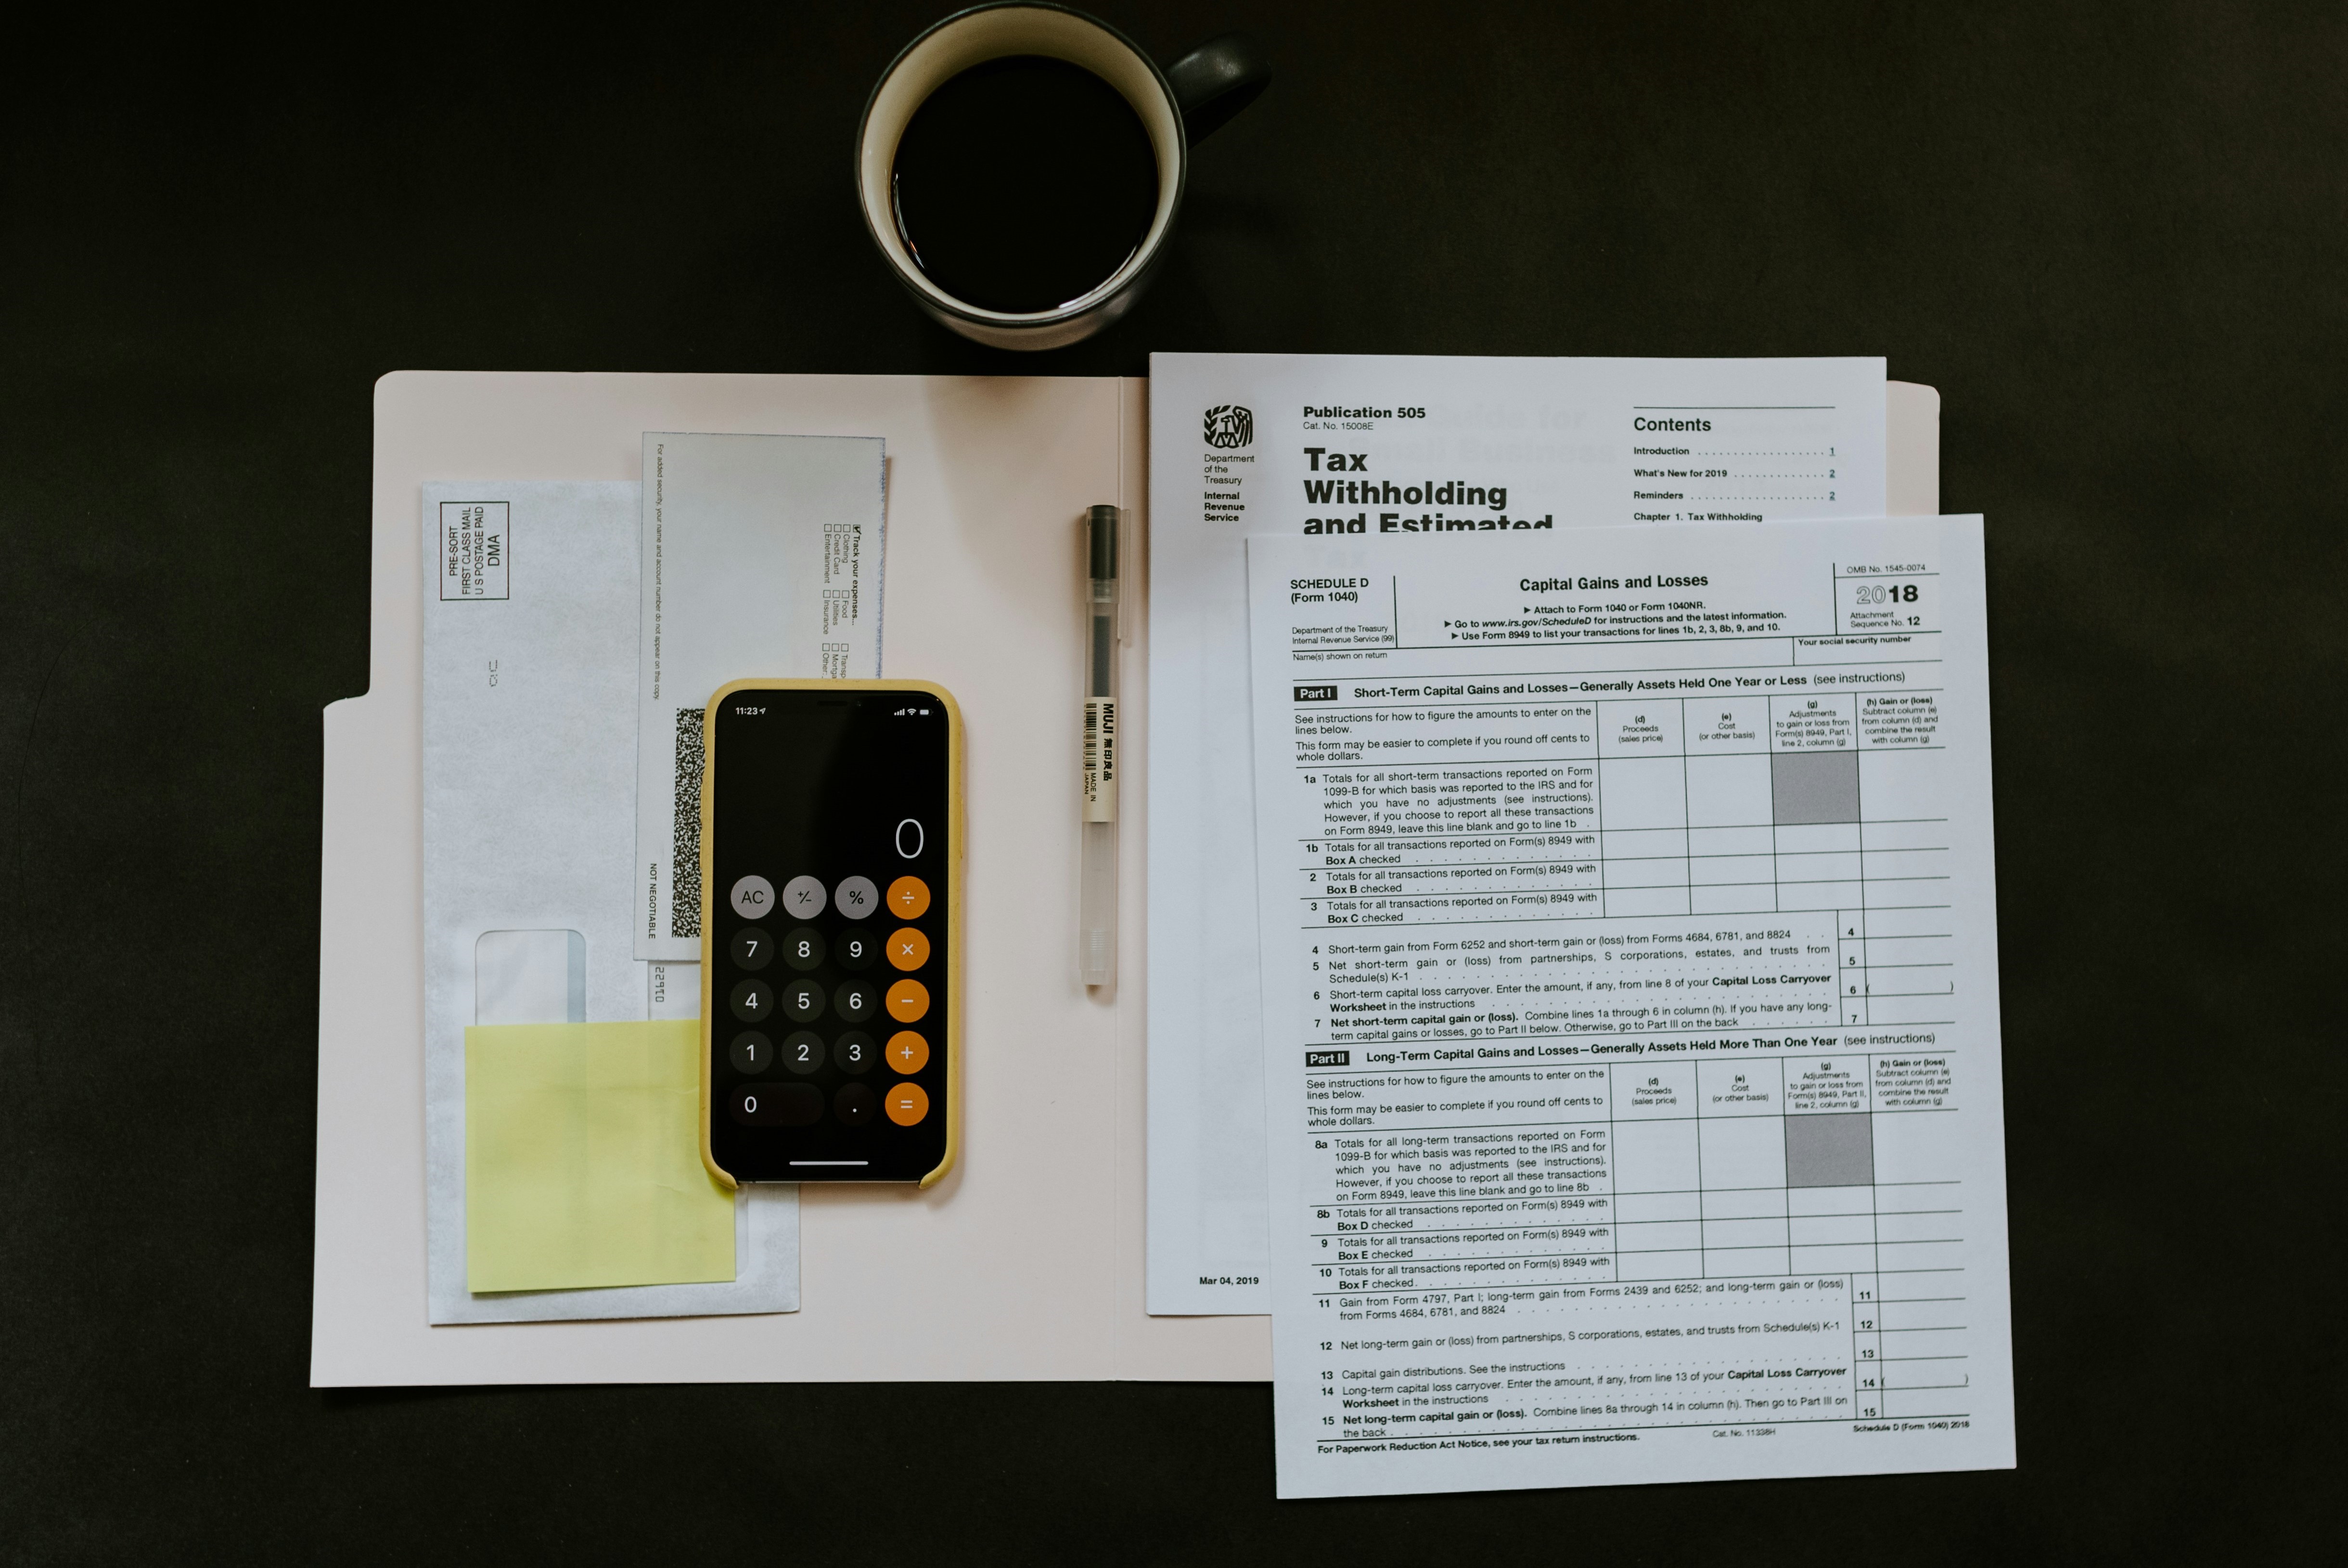 PRE-SORT
FIRST CLASS MAIL
U S POSTAGE PAID
DMA
For added security, your name and account number do not appear on this copy.
Track your expenses...
Clothing Food
Credit Card Utilities
Entertainment Insurance Other
NOT NEGOTIABLE
11:23
0
AC +/- % ÷
7 8 9 ×
4 5 6 −
1 2 3 +
0 . =
MUJI 無印良品
MADE IN
JAPAN
Department
of the
Treasury
Internal
Revenue
Service
Publication 505
Cat. No. 15008E
Tax
Withholding
and Estimated
Contents
Introduction . . . . . . . . . . . . . . . . . . 1
What's New for 2019 . . . . . . . . . . . . 2
Reminders . . . . . . . . . . . . . . . . . . . 2
Chapter 1. Tax Withholding
Mar 04, 2019
SCHEDULE D
(Form 1040)
Department of the Treasury
Internal Revenue Service (99)
Capital Gains and Losses
▶ Attach to Form 1040 or Form 1040NR.
▶ Go to www.irs.gov/ScheduleD for instructions and the latest information.
▶ Use Form 8949 to list your transactions for lines 1b, 2, 3, 8b, 9, and 10.
OMB No. 1545-0074
2018
Attachment
Sequence No. 12
Name(s) shown on return
Your social security number
Part I Short-Term Capital Gains and Losses—Generally Assets Held One Year or Less (see instructions)
See instructions for how to figure the amounts to enter on the
lines below.
This form may be easier to complete if you round off cents to
whole dollars.
(d)
Proceeds
(sales price)
(e)
Cost
(or other basis)
(g)
Adjustments
to gain or loss from
Form(s) 8949, Part I,
line 2, column (g)
(h) Gain or (loss)
Subtract column (e)
from column (d) and
combine the result
with column (g)
1a Totals for all short-term transactions reported on Form
1099-B for which basis was reported to the IRS and for
which you have no adjustments (see instructions).
However, if you choose to report all these transactions
on Form 8949, leave this line blank and go to line 1b .
1b Totals for all transactions reported on Form(s) 8949 with
Box A checked
2 Totals for all transactions reported on Form(s) 8949 with
Box B checked
3 Totals for all transactions reported on Form(s) 8949 with
Box C checked
4 Short-term gain from Form 6252 and short-term gain or (loss) from Forms 4684, 6781, and 8824 . . 4
5 Net short-term gain or (loss) from partnerships, S corporations, estates, and trusts from
Schedule(s) K-1 5
6 Short-term capital loss carryover. Enter the amount, if any, from line 8 of your Capital Loss Carryover
Worksheet in the instructions 6 ( )
7 Net short-term capital gain or (loss). Combine lines 1a through 6 in column (h). If you have any long-
term capital gains or losses, go to Part II below. Otherwise, go to Part III on the back 7
Part II Long-Term Capital Gains and Losses—Generally Assets Held More Than One Year (see instructions)
See instructions for how to figure the amounts to enter on the
lines below.
This form may be easier to complete if you round off cents to
whole dollars.
(d)
Proceeds
(sales price)
(e)
Cost
(or other basis)
(g)
Adjustments
to gain or loss from
Form(s) 8949, Part II,
line 2, column (g)
(h) Gain or (loss)
Subtract column (e)
from column (d) and
combine the result
with column (g)
8a Totals for all long-term transactions reported on Form
1099-B for which basis was reported to the IRS and for
which you have no adjustments (see instructions).
However, if you choose to report all these transactions
on Form 8949, leave this line blank and go to line 8b .
8b Totals for all transactions reported on Form(s) 8949 with
Box D checked
9 Totals for all transactions reported on Form(s) 8949 with
Box E checked
10 Totals for all transactions reported on Form(s) 8949 with
Box F checked
11 Gain from Form 4797, Part I; long-term gain from Forms 2439 and 6252; and long-term gain or (loss)
from Forms 4684, 6781, and 8824 11
12 Net long-term gain or (loss) from partnerships, S corporations, estates, and trusts from Schedule(s) K-1 12
13 Capital gain distributions. See the instructions 13
14 Long-term capital loss carryover. Enter the amount, if any, from line 13 of your Capital Loss Carryover
Worksheet in the instructions 14 ( )
15 Net long-term capital gain or (loss). Combine lines 8a through 14 in column (h). Then go to Part III on
the back 15
For Paperwork Reduction Act Notice, see your tax return instructions. Cat. No. 11338H Schedule D (Form 1040) 2018